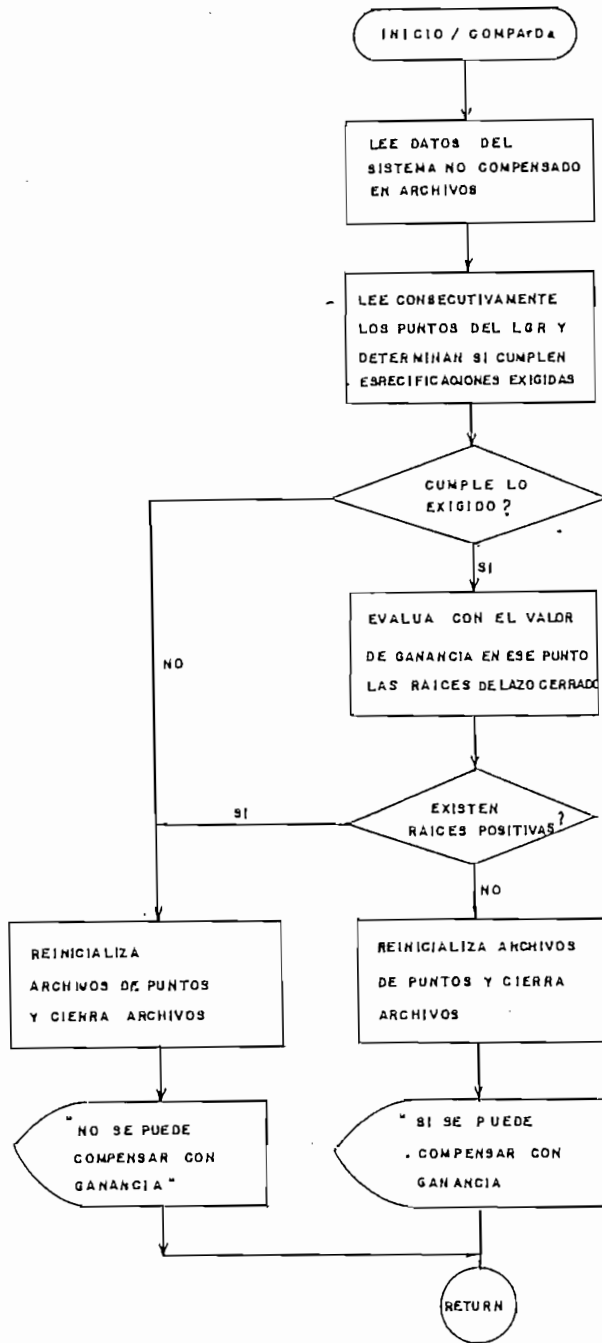 INICIO / COMPArDa
LEE DATOS DEL
SISTEMA NO COMPENSADO
EN ARCHIVOS
LEE CONSECUTIVAMENTE
LOS PUNTOS DEL LGR Y
DETERMINAN SI CUMPLEN
ESPECIFICACIONES EXIGIDAS
CUMPLE LO
EXIGIDO?
SI
NO
EVALUA CON EL VALOR
DE GANANCIA EN ESE PUNTO
LAS RAICES DE LAZO CERRADO
EXISTEN
RAICES POSITIVAS?
SI
NO
REINICIALIZA
ARCHIVOS DE PUNTOS
Y CIERRA ARCHIVOS
REINICIALIZA ARCHIVOS
DE PUNTOS Y CIERRA
ARCHIVOS
"NO SE PUEDE
COMPENSAR CON
GANANCIA"
" SI SE PUEDE
COMPENSAR CON
GANANCIA
RETURN